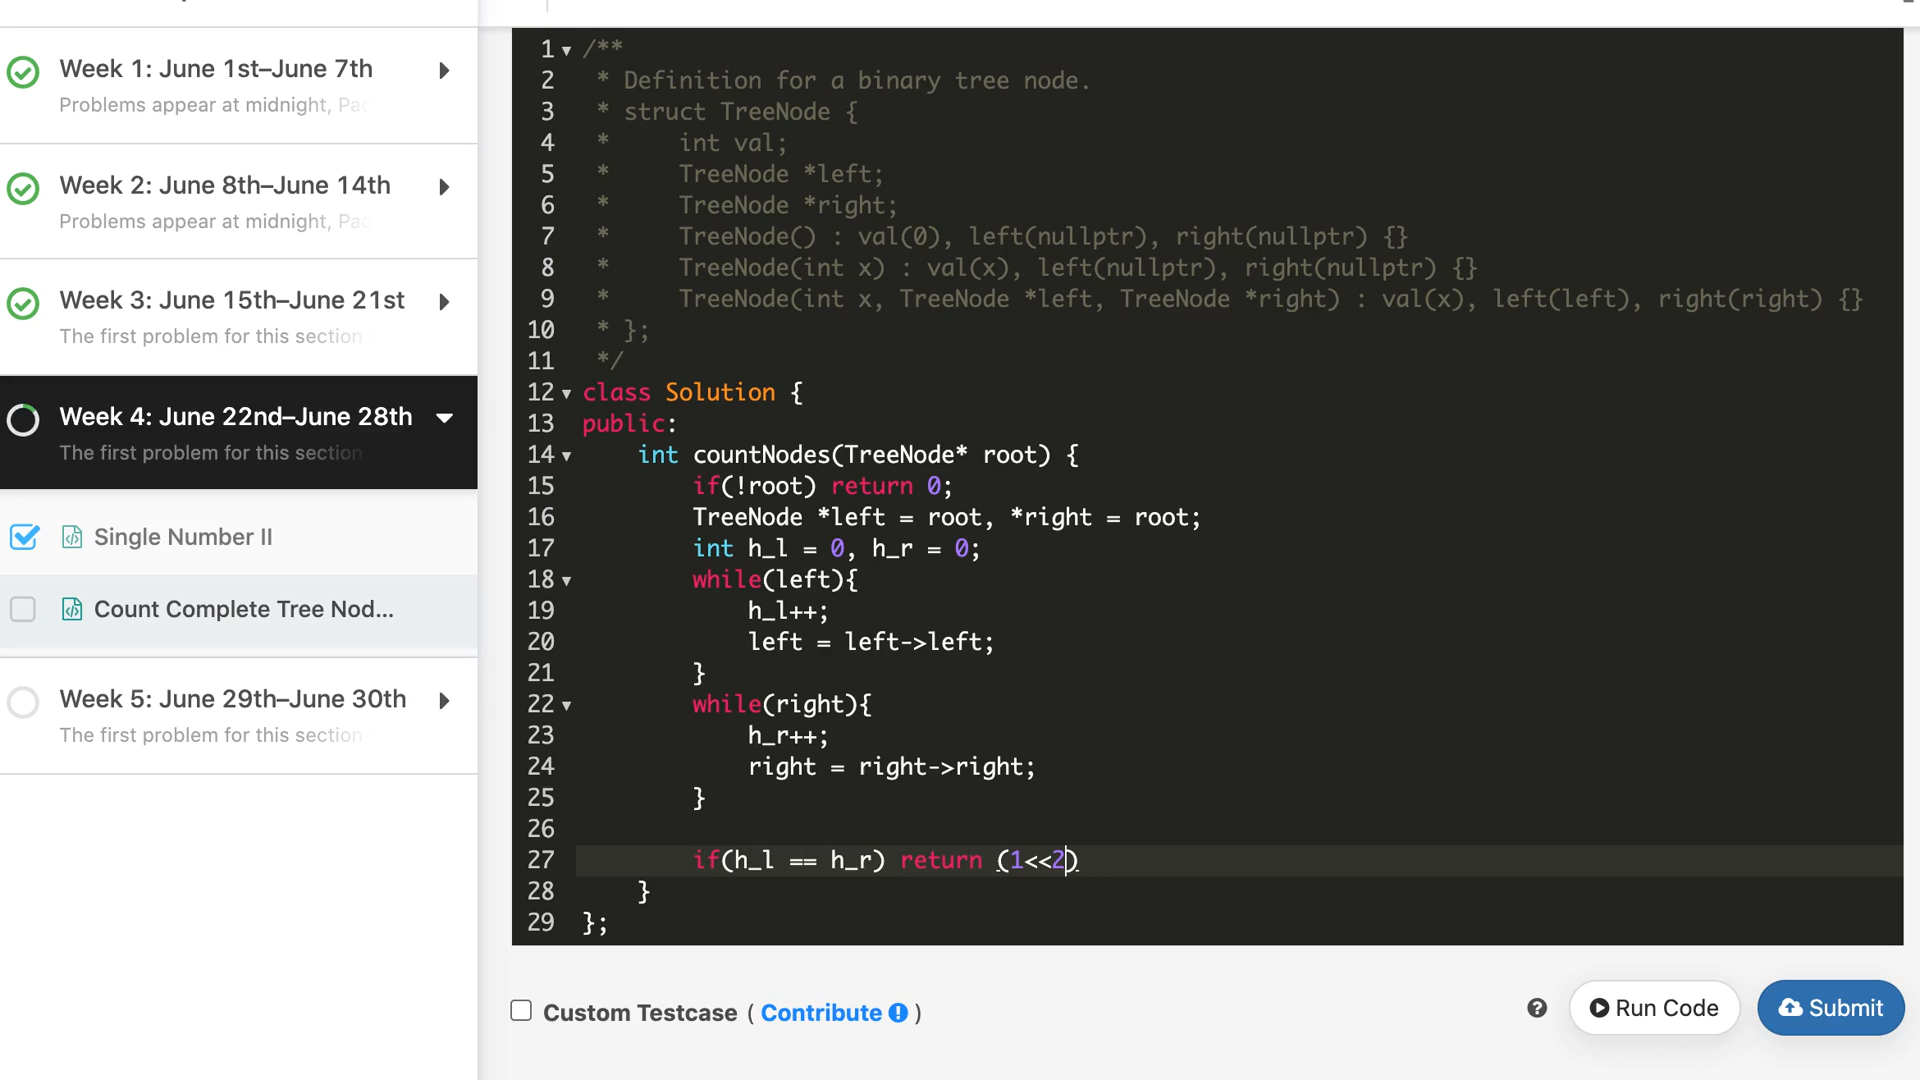 Week 1: June 1st–June 7th
Problems appear at midnight, Pac
Week 2: June 8th–June 14th
Problems appear at midnight, Pac
Week 3: June 15th–June 21st
The first problem for this section
Week 4: June 22nd–June 28th
The first problem for this section
Single Number II
Count Complete Tree Nod...
Week 5: June 29th–June 30th
The first problem for this section
1 /**
2 * Definition for a binary tree node.
3 * struct TreeNode {
4 *     int val;
5 *     TreeNode *left;
6 *     TreeNode *right;
7 *     TreeNode() : val(0), left(nullptr), right(nullptr) {}
8 *     TreeNode(int x) : val(x), left(nullptr), right(nullptr) {}
9 *     TreeNode(int x, TreeNode *left, TreeNode *right) : val(x), left(left), right(right) {}
10 * };
11 */
12 class Solution {
13 public:
14     int countNodes(TreeNode* root) {
15         if(!root) return 0;
16         TreeNode *left = root, *right = root;
17         int h_l = 0, h_r = 0;
18         while(left){
19             h_l++;
20             left = left->left;
21         }
22         while(right){
23             h_r++;
24             right = right->right;
25         }
26
27         if(h_l == h_r) return (1<<2)
28     }
29 };
Custom Testcase ( Contribute )
Run Code
Submit